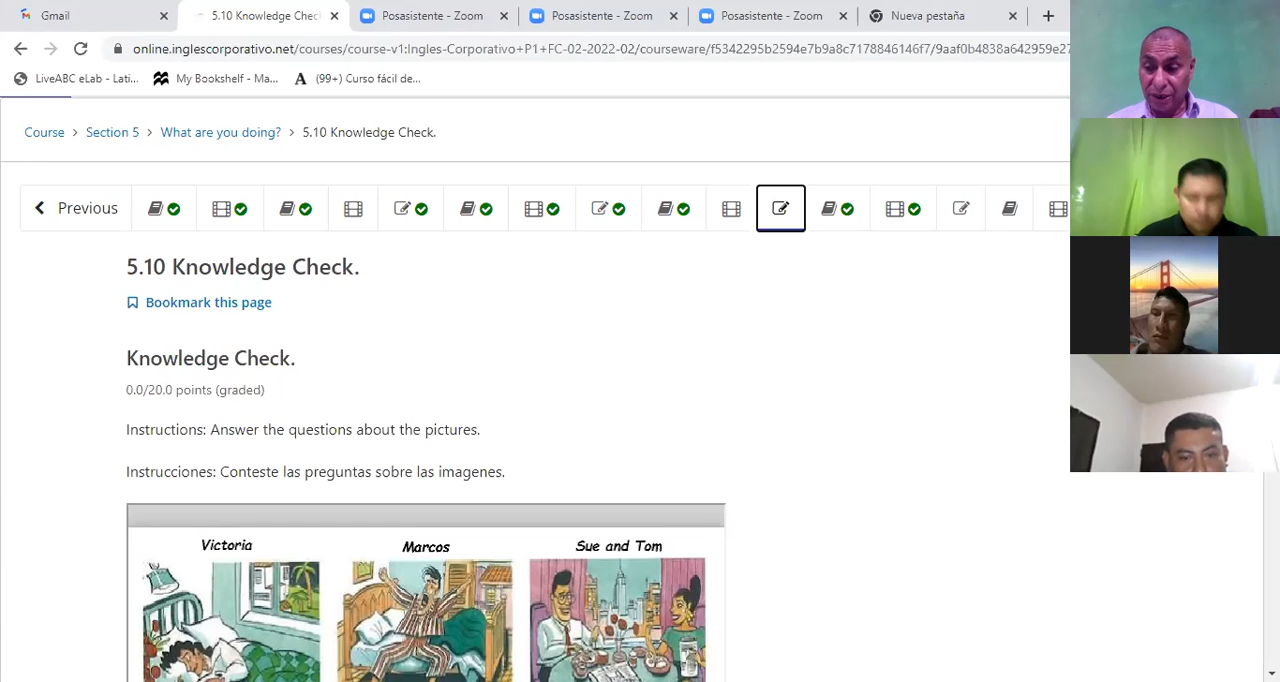 Gmail
5.10 Knowledge Chec
Posasistente - Zoom
Posasistente - Zoom
Posasistente - Zoom
Nueva pestaña
online.inglescorporativo.net/courses/course-v1:Ingles-Corporativo+P1+FC-02-2022-02/courseware/f5342295b2594e7b9a8c7178846146f7/9aaf0b4838a642959e27
LiveABC eLab - Lati...
My Bookshelf - Ma...
(99+) Curso fácil de...
Course > Section 5 > What are you doing? > 5.10 Knowledge Check.
Previous
5.10 Knowledge Check.
Bookmark this page
Knowledge Check.
0.0/20.0 points (graded)
Instructions: Answer the questions about the pictures.
Instrucciones: Conteste las preguntas sobre las imagenes.
Victoria
Marcos
Sue and Tom